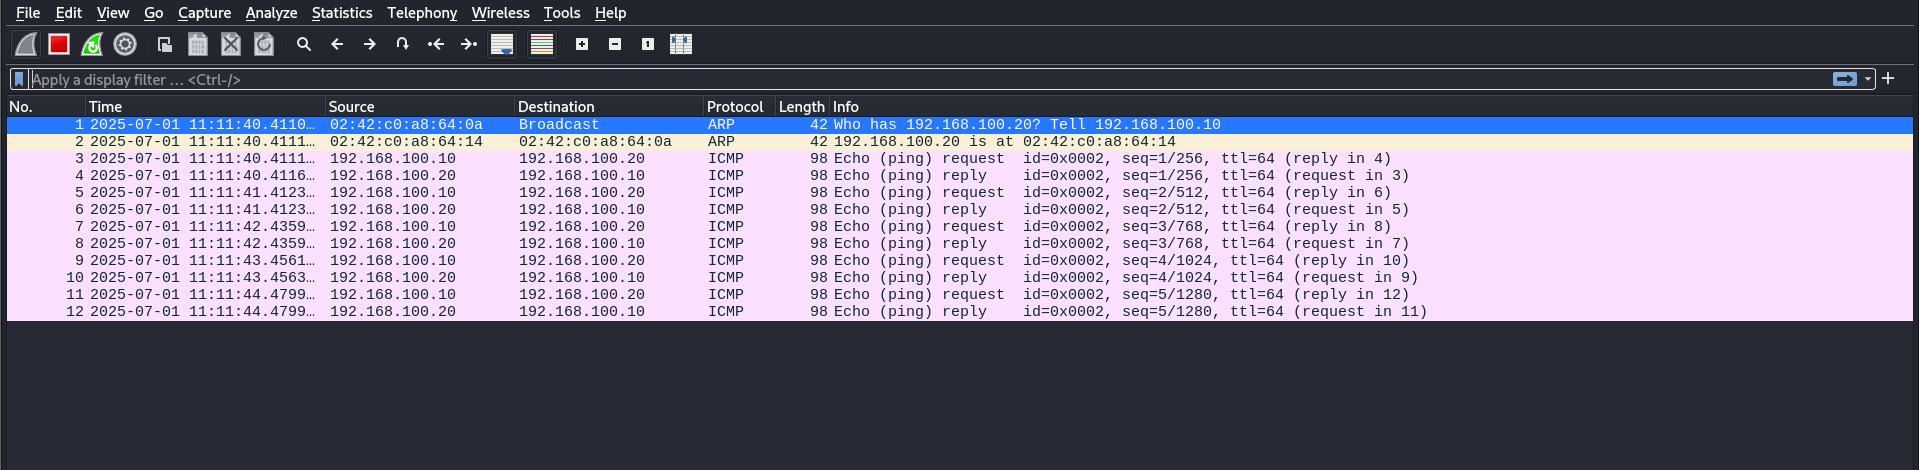 File Edit View Go Capture Analyze Statistics Telephony Wireless Tools Help
Apply a display filter … <Ctrl-/>
No. Time Source Destination Protocol Length Info
1 2025-07-01 11:11:40.4110… 02:42:c0:a8:64:0a Broadcast ARP 42 Who has 192.168.100.20? Tell 192.168.100.10
2 2025-07-01 11:11:40.4111… 02:42:c0:a8:64:14 02:42:c0:a8:64:0a ARP 42 192.168.100.20 is at 02:42:c0:a8:64:14
3 2025-07-01 11:11:40.4111… 192.168.100.10 192.168.100.20 ICMP 98 Echo (ping) request id=0x0002, seq=1/256, ttl=64 (reply in 4)
4 2025-07-01 11:11:40.4116… 192.168.100.20 192.168.100.10 ICMP 98 Echo (ping) reply id=0x0002, seq=1/256, ttl=64 (request in 3)
5 2025-07-01 11:11:41.4123… 192.168.100.10 192.168.100.20 ICMP 98 Echo (ping) request id=0x0002, seq=2/512, ttl=64 (reply in 6)
6 2025-07-01 11:11:41.4123… 192.168.100.20 192.168.100.10 ICMP 98 Echo (ping) reply id=0x0002, seq=2/512, ttl=64 (request in 5)
7 2025-07-01 11:11:42.4359… 192.168.100.10 192.168.100.20 ICMP 98 Echo (ping) request id=0x0002, seq=3/768, ttl=64 (reply in 8)
8 2025-07-01 11:11:42.4359… 192.168.100.20 192.168.100.10 ICMP 98 Echo (ping) reply id=0x0002, seq=3/768, ttl=64 (request in 7)
9 2025-07-01 11:11:43.4561… 192.168.100.10 192.168.100.20 ICMP 98 Echo (ping) request id=0x0002, seq=4/1024, ttl=64 (reply in 10)
10 2025-07-01 11:11:43.4563… 192.168.100.20 192.168.100.10 ICMP 98 Echo (ping) reply id=0x0002, seq=4/1024, ttl=64 (request in 9)
11 2025-07-01 11:11:44.4799… 192.168.100.10 192.168.100.20 ICMP 98 Echo (ping) request id=0x0002, seq=5/1280, ttl=64 (reply in 12)
12 2025-07-01 11:11:44.4799… 192.168.100.20 192.168.100.10 ICMP 98 Echo (ping) reply id=0x0002, seq=5/1280, ttl=64 (request in 11)